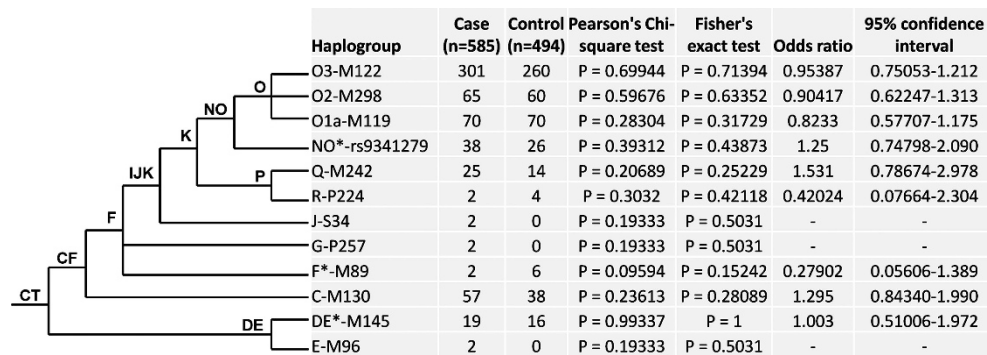 Haplogroup Case (n=585) Control (n=494) Pearson's Chi-square test Fisher's exact test Odds ratio 95% confidence interval
O3-M122 301 260 P = 0.69944 P = 0.71394 0.95387 0.75053-1.212
O2-M298 65 60 P = 0.59676 P = 0.63352 0.90417 0.62247-1.313
O1a-M119 70 70 P = 0.28304 P = 0.31729 0.8233 0.57707-1.175
NO*-rs9341279 38 26 P = 0.39312 P = 0.43873 1.25 0.74798-2.090
Q-M242 25 14 P = 0.20689 P = 0.25229 1.531 0.78674-2.978
R-P224 2 4 P = 0.3032 P = 0.42118 0.42024 0.07664-2.304
J-S34 2 0 P = 0.19333 P = 0.5031 - -
G-P257 2 0 P = 0.19333 P = 0.5031 - -
F*-M89 2 6 P = 0.09594 P = 0.15242 0.27902 0.05606-1.389
C-M130 57 38 P = 0.23613 P = 0.28089 1.295 0.84340-1.990
DE*-M145 19 16 P = 0.99337 P = 1 1.003 0.51006-1.972
E-M96 2 0 P = 0.19333 P = 0.5031 - -
O
NO
K
IJK
P
F
CF
CT
DE